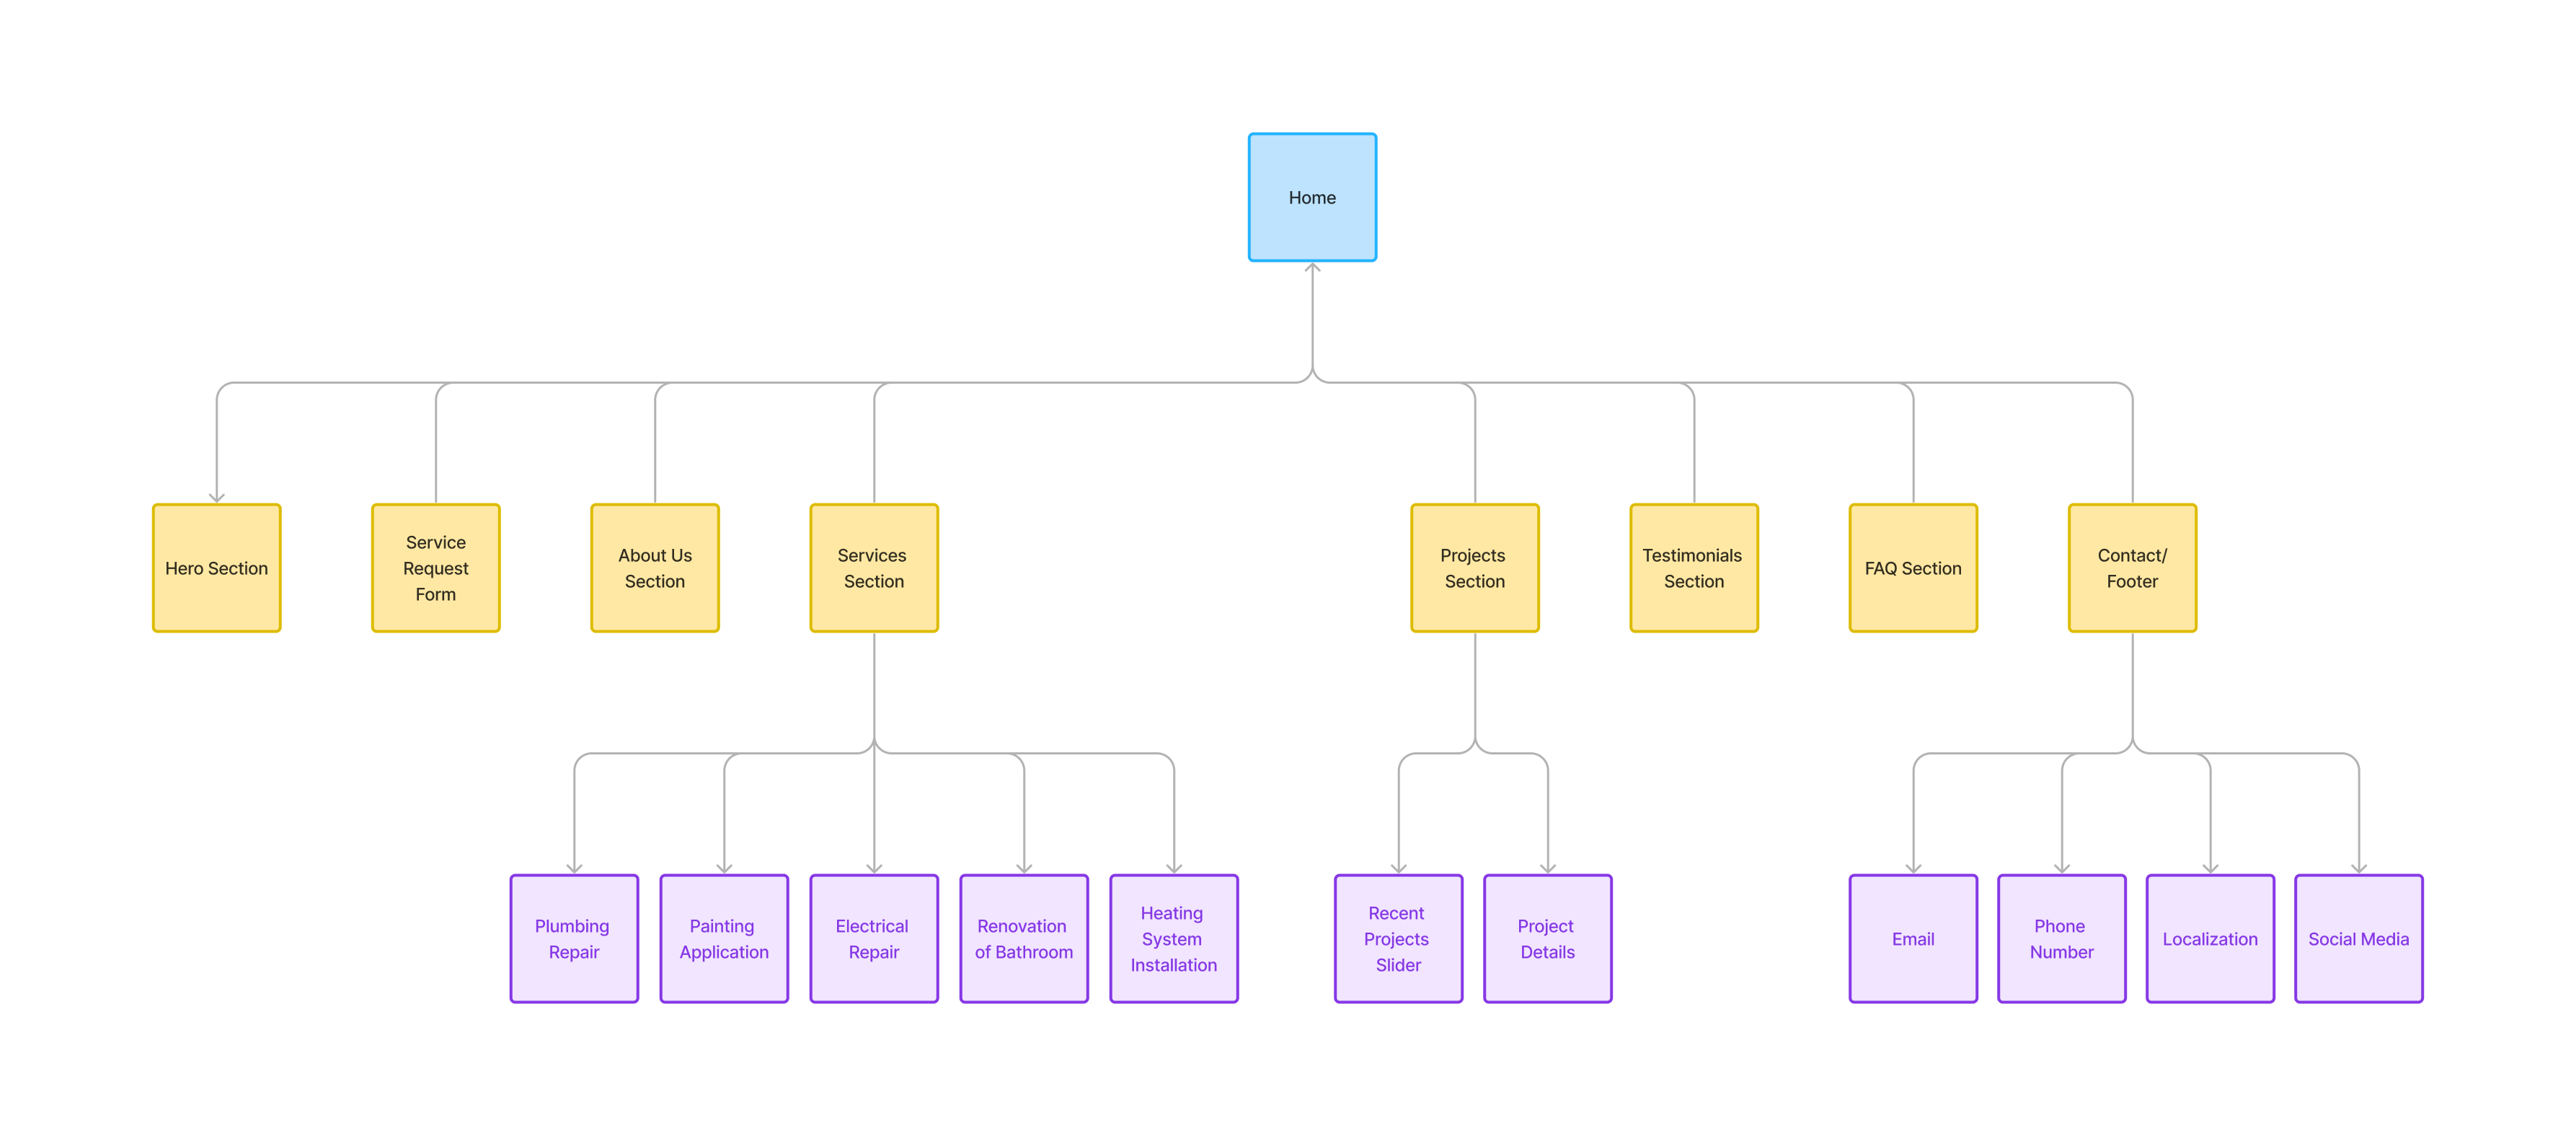 Home
Hero Section
Service
Request
Form
About Us
Section
Services
Section
Projects
Section
Testimonials
Section
FAQ Section
Contact/
Footer
Plumbing
Repair
Painting
Application
Electrical
Repair
Renovation
of Bathroom
Heating
System
Installation
Recent
Projects
Slider
Project
Details
Email
Phone
Number
Localization
Social Media